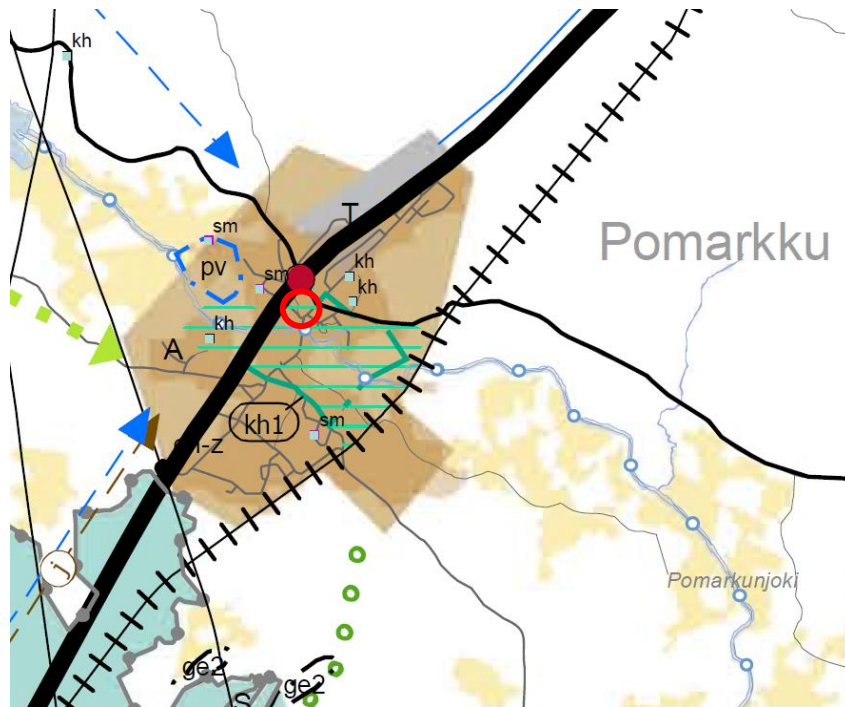 kh
sm
T
Pomarkku
pv
sm
kh
kh
kh
A
kh1
sm
-z
Pomarkunjoki
j
ge2
ge2
S